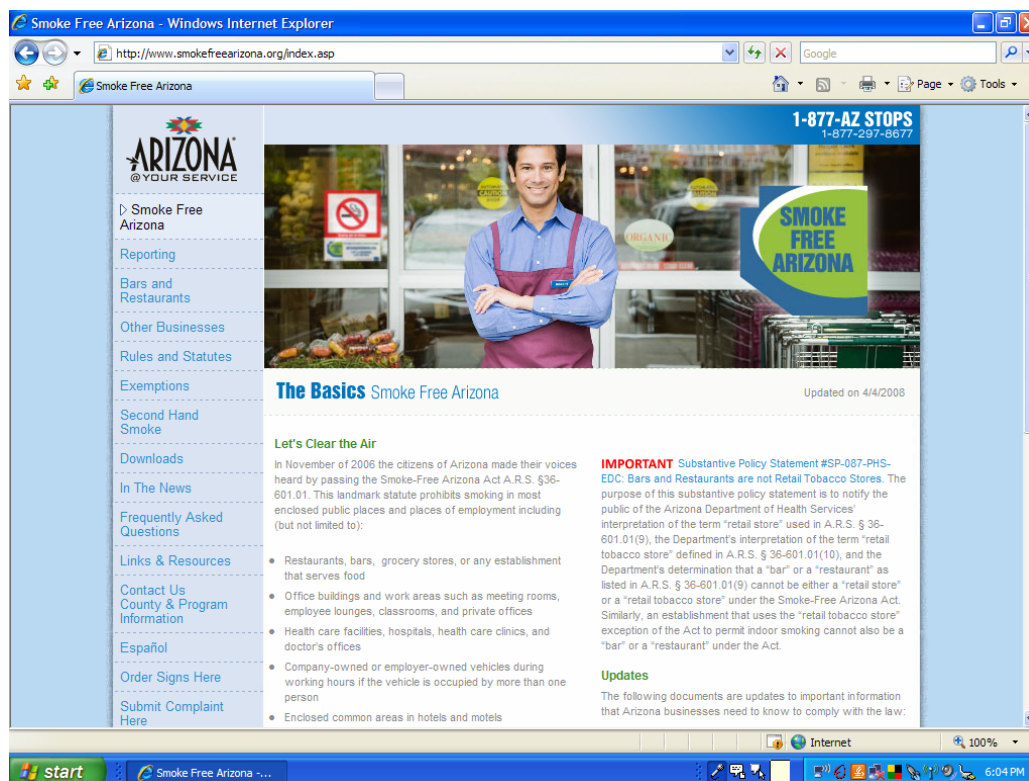 Smoke Free Arizona - Windows Internet Explorer
http://www.smokefreearizona.org/index.asp
Google
Smoke Free Arizona
Page
Tools
ARIZONA
@YOUR SERVICE
1-877-AZ STOPS
1-877-297-8677
CAUTION
ORGANIC
SMOKE
FREE
ARIZONA
Smoke Free
Arizona
Reporting
Bars and
Restaurants
Other Businesses
Rules and Statutes
Exemptions
Second Hand
Smoke
Downloads
In The News
Frequently Asked
Questions
Links & Resources
Contact Us
County & Program
Information
Español
Order Signs Here
Submit Complaint
Here
The Basics Smoke Free Arizona
Updated on 4/4/2008
Let's Clear the Air
In November of 2006 the citizens of Arizona made their voices
heard by passing the Smoke-Free Arizona Act A.R.S. §36-
601.01. This landmark statute prohibits smoking in most
enclosed public places and places of employment including
(but not limited to):
Restaurants, bars, grocery stores, or any establishment
that serves food
Office buildings and work areas such as meeting rooms,
employee lounges, classrooms, and private offices
Health care facilities, hospitals, health care clinics, and
doctor's offices
Company-owned or employer-owned vehicles during
working hours if the vehicle is occupied by more than one
person
Enclosed common areas in hotels and motels
IMPORTANT Substantive Policy Statement #SP-087-PHS-
EDC: Bars and Restaurants are not Retail Tobacco Stores. The
purpose of this substantive policy statement is to notify the
public of the Arizona Department of Health Services'
interpretation of the term "retail store" used in A.R.S. § 36-
601.01(9), the Department's interpretation of the term "retail
tobacco store" defined in A.R.S. § 36-601.01(10), and the
Department's determination that a "bar" or a "restaurant" as
listed in A.R.S. § 36-601.01(9) cannot be either a "retail store"
or a "retail tobacco store" under the Smoke-Free Arizona Act.
Similarly, an establishment that uses the "retail tobacco store"
exception of the Act to permit indoor smoking cannot also be a
"bar" or a "restaurant" under the Act.
Updates
The following documents are updates to important information
that Arizona businesses need to know to comply with the law:
Internet
100%
start
Smoke Free Arizona -...
6:04 PM